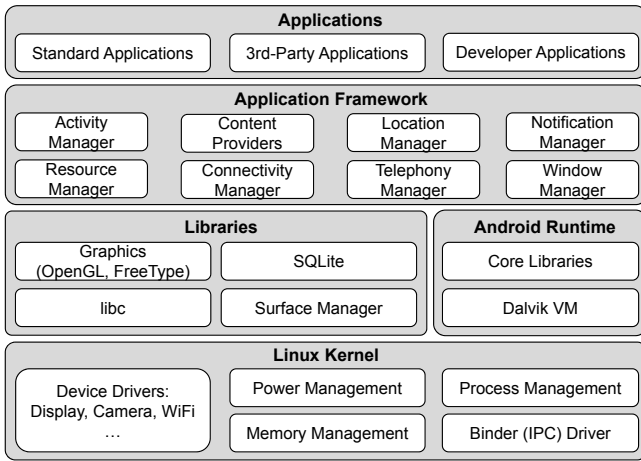 Applications
Standard Applications
3rd-Party Applications
Developer Applications
Application Framework
Activity
Manager
Content
Providers
Location
Manager
Notification
Manager
Resource
Manager
Connectivity
Manager
Telephony
Manager
Window
Manager
Libraries
Graphics
(OpenGL, FreeType)
SQLite
libc
Surface Manager
Android Runtime
Core Libraries
Dalvik VM
Linux Kernel
Device Drivers:
Display, Camera, WiFi
…
Power Management
Process Management
Memory Management
Binder (IPC) Driver